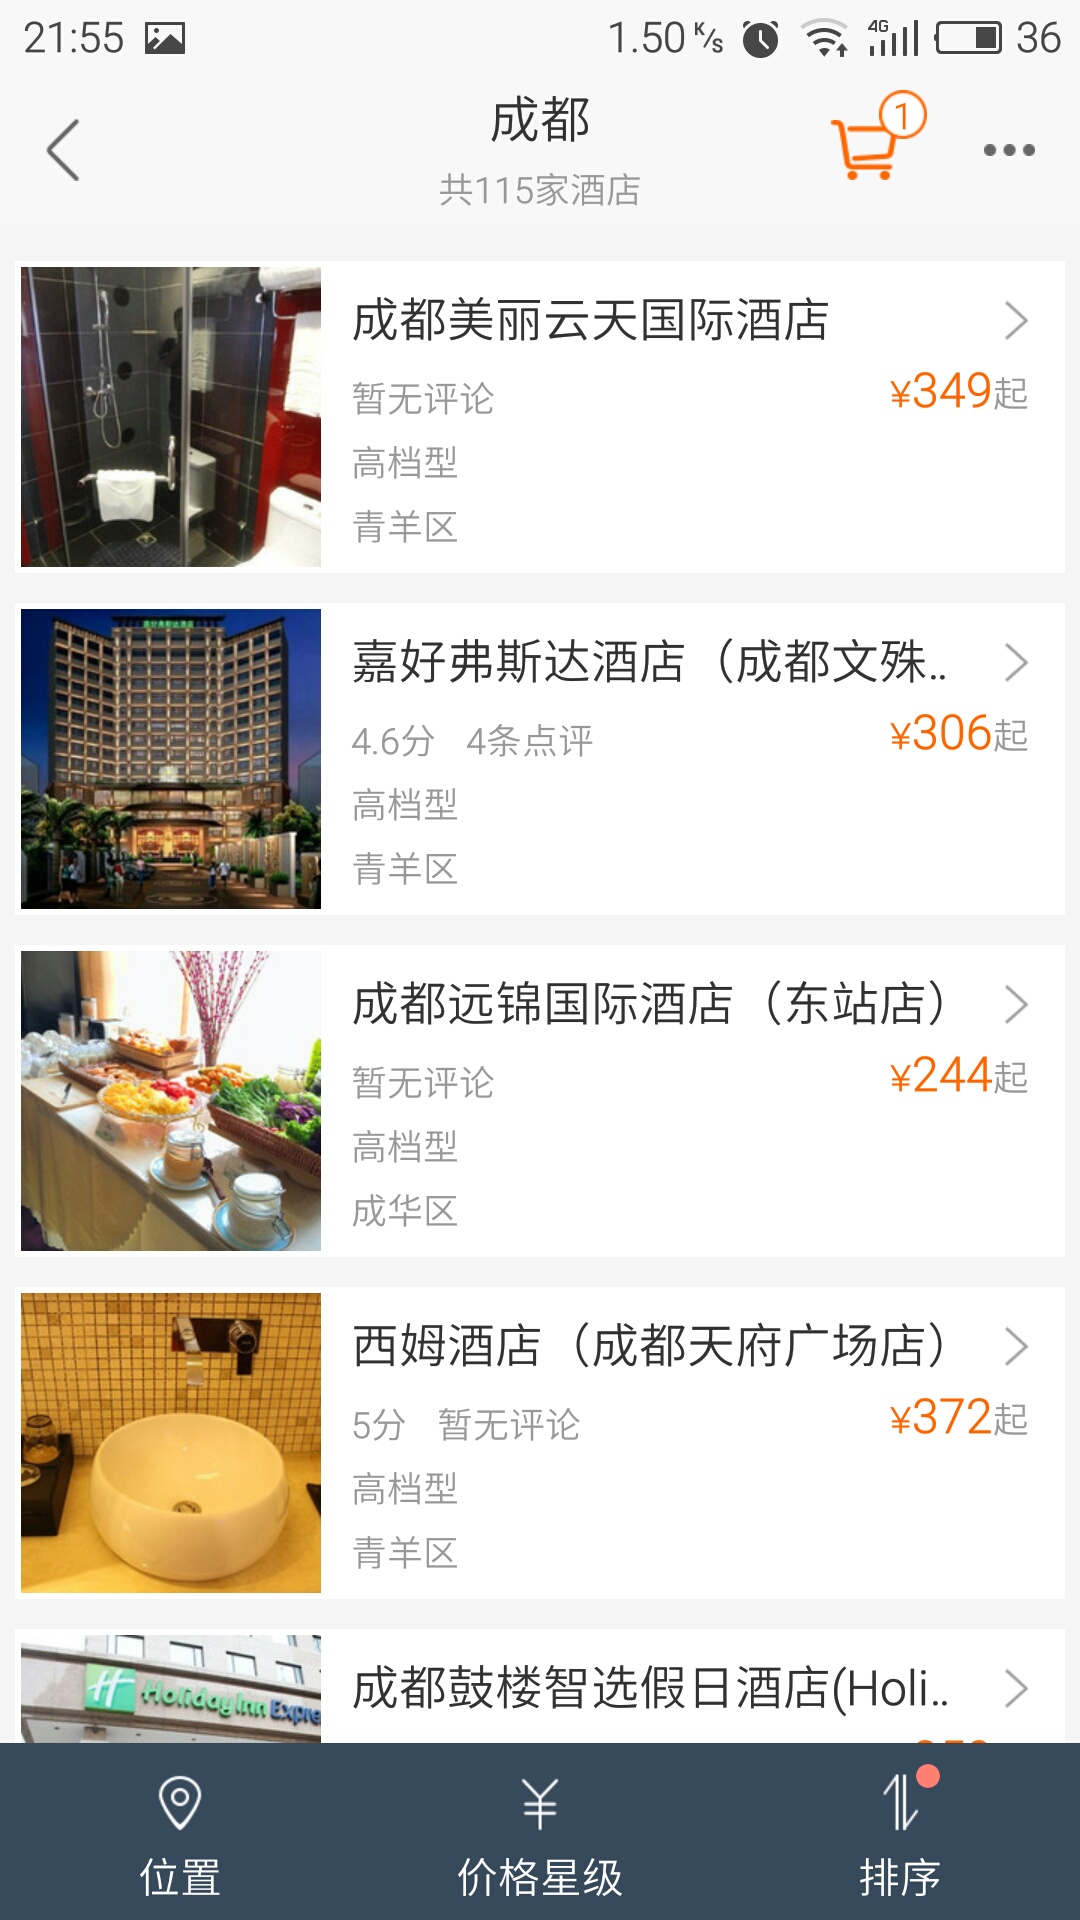 21:55 1.50 K/s 4G 36
成都
1
共115家酒店
成都美丽云天国际酒店
暂无评论 ¥349起
高档型
青羊区
嘉好弗斯达酒店
嘉好弗斯达酒店（成都文殊..
4.6分 4条点评 ¥306起
高档型
青羊区
成都远锦国际酒店（东站店）
暂无评论 ¥244起
高档型
成华区
西姆酒店（成都天府广场店）
5分 暂无评论 ¥372起
高档型
青羊区
H Holiday Inn Expre
成都鼓楼智选假日酒店(Holi..
位置 价格星级 排序